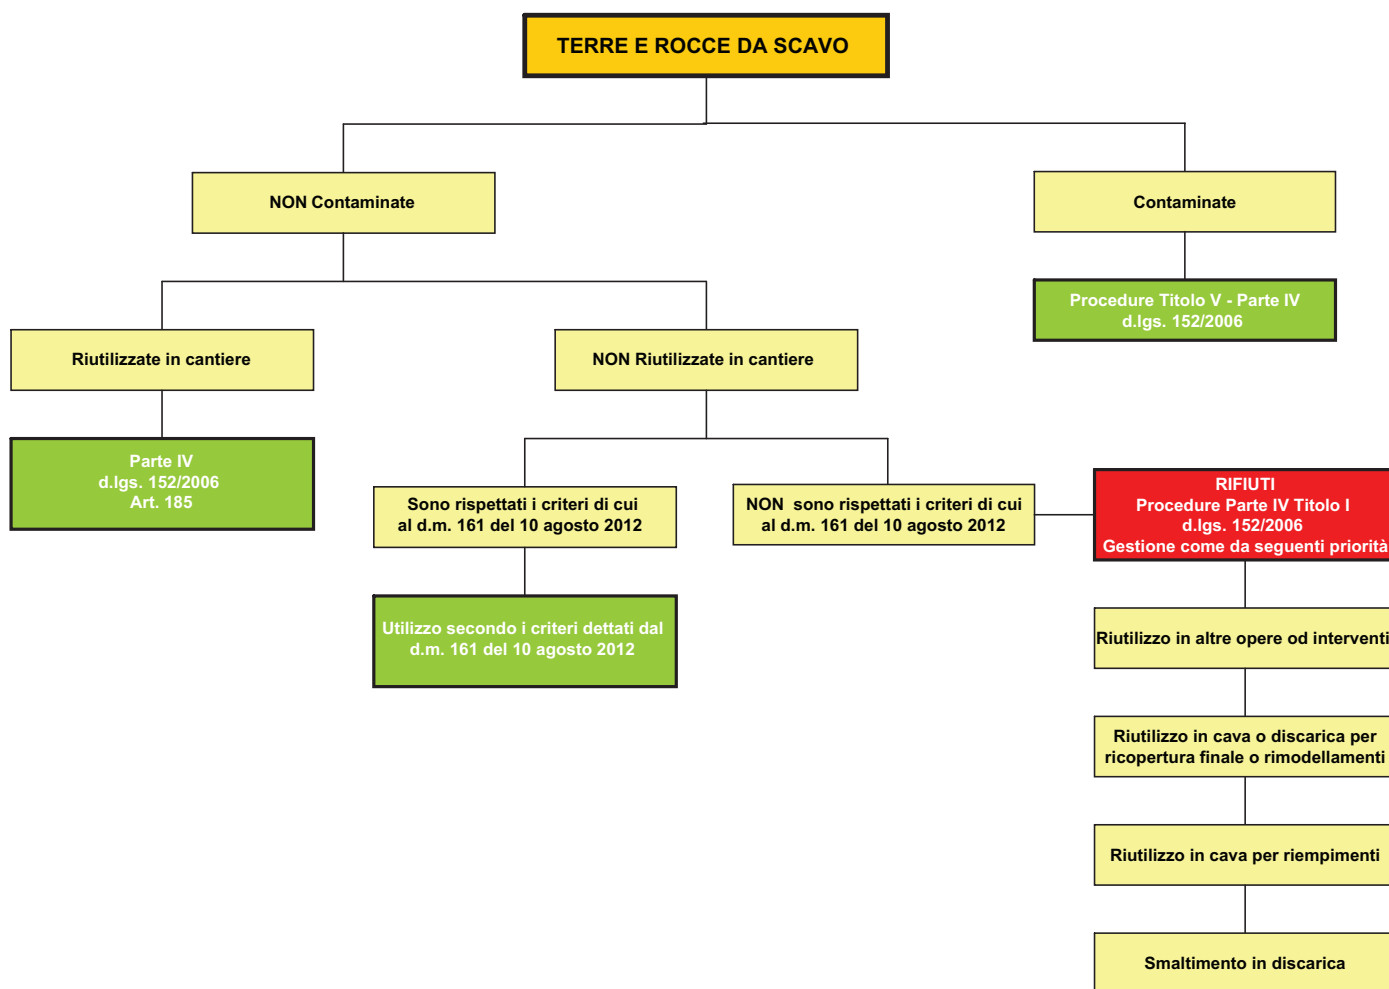 TERRE E ROCCE DA SCAVO
NON Contaminate
Contaminate
Procedure Titolo V - Parte IV
d.lgs. 152/2006
Riutilizzate in cantiere
NON Riutilizzate in cantiere
Parte IV
d.lgs. 152/2006
Art. 185
Sono rispettati i criteri di cui
al d.m. 161 del 10 agosto 2012
NON sono rispettati i criteri di cui
al d.m. 161 del 10 agosto 2012
RIFIUTI
Procedure Parte IV Titolo I
d.lgs. 152/2006
Gestione come da seguenti priorità
Utilizzo secondo i criteri dettati dal
d.m. 161 del 10 agosto 2012
Riutilizzo in altre opere od interventi
Riutilizzo in cava o discarica per
ricopertura finale o rimodellamenti
Riutilizzo in cava per riempimenti
Smaltimento in discarica